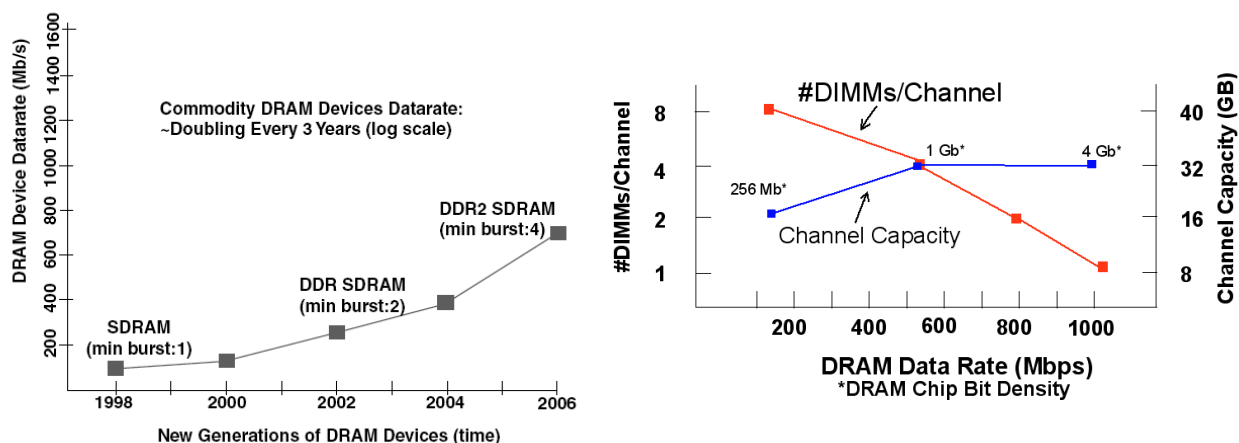 DRAM Device Datarate (Mb/s)
1600
1400
1200
1000
800
600
400
200
Commodity DRAM Devices Datarate:
~Doubling Every 3 Years (log scale)
DDR2 SDRAM
(min burst:4)
DDR SDRAM
(min burst:2)
SDRAM
(min burst:1)
1998
2000
2002
2004
2006
New Generations of DRAM Devices (time)
#DIMMs/Channel
8
4
2
1
#DIMMs/Channel
1 Gb*
4 Gb*
256 Mb*
Channel Capacity
40
32
16
8
Channel Capacity (GB)
200
400
600
800
1000
DRAM Data Rate (Mbps)
*DRAM Chip Bit Density